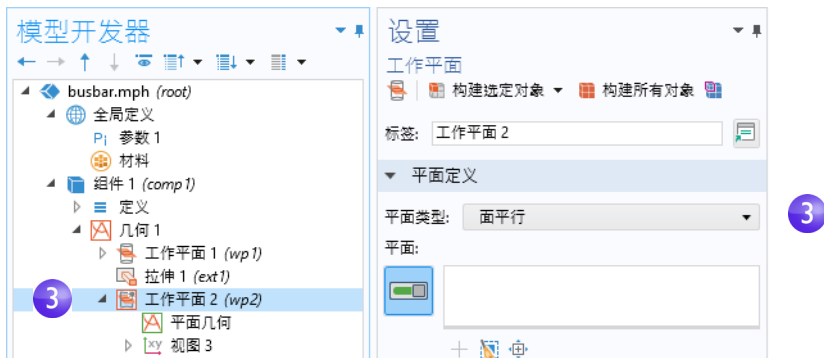 模型开发器
busbar.mph (root)
全局定义
Pi 参数 1
材料
组件 1 (comp1)
定义
几何 1
工作平面 1 (wp1)
拉伸 1 (ext1)
3
工作平面 2 (wp2)
平面几何
xy 视图 3
设置
工作平面
构建选定对象 构建所有对象
标签: 工作平面 2
平面定义
平面类型: 面平行
3
平面: